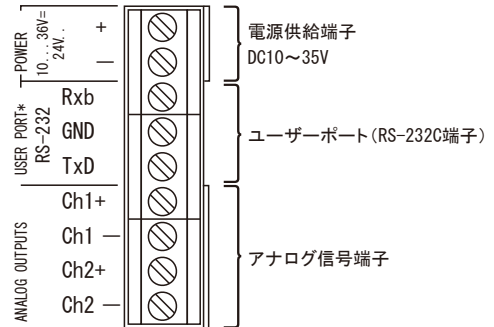 POWER
10...36V=
24V..
+
—
電源供給端子
DC10～35V
USER PORT*
RS-232
Rxb
GND
TxD
ユーザーポート（RS-232C端子）
ANALOG OUTPUTS
Ch1+
Ch1 —
Ch2+
Ch2 —
アナログ信号端子